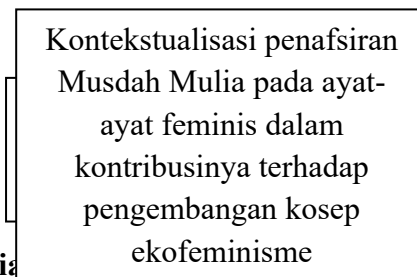 Kontekstualisasi penafsiran
Musdah Mulia pada ayat-
ayat feminis dalam
kontribusinya terhadap
pengembangan kosep
ekofeminisme